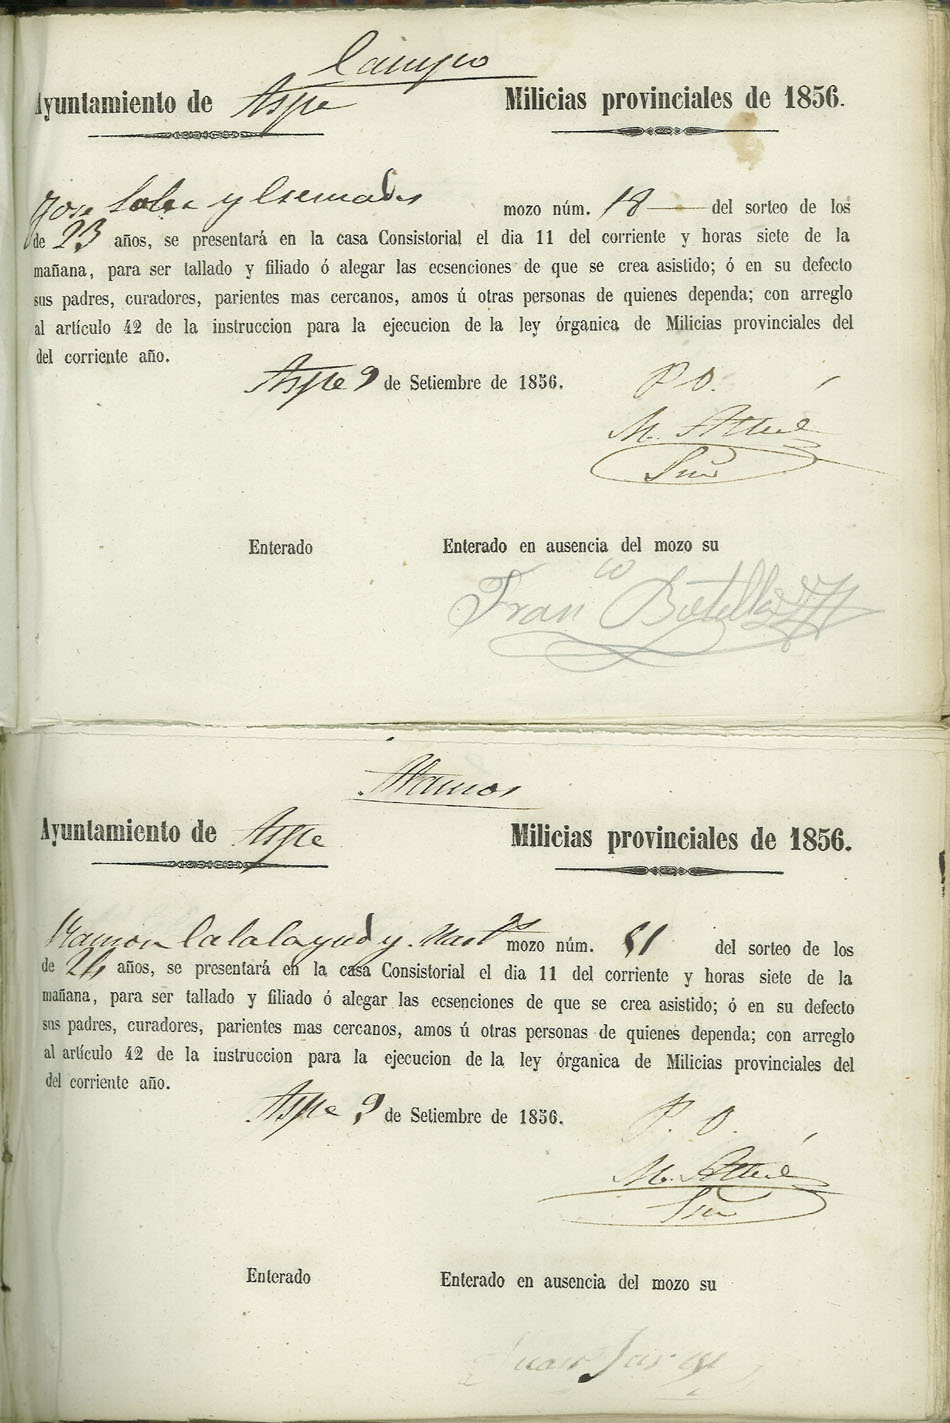 Campo
Ayuntamiento de Aspe Milicias provinciales de 1856.
Jose Soler y mozo núm. 18 del sorteo de los
de 23 años, se presentará en la casa Consistorial el dia 11 del corriente y horas siete de la
mañana, para ser tallado y filiado ó alegar las ecsenciones de que se crea asistido; ó en su defecto
sus padres, curadores, parientes mas cercanos, amos ú otras personas de quienes dependa; con arreglo
al artículo 42 de la instruccion para la ejecucion de la ley órganica de Milicias provinciales del
del corriente año.
Aspe 9 de Setiembre de 1856.
P. O.
M.
Enterado Enterado en ausencia del mozo su
Franco Botella
Ayuntamiento de Aspe Milicias provinciales de 1856.
Ramon Calatayud y mozo núm. 51 del sorteo de los
de 24 años, se presentará en la casa Consistorial el dia 11 del corriente y horas siete de la
mañana, para ser tallado y filiado ó alegar las ecsenciones de que se crea asistido; ó en su defecto
sus padres, curadores, parientes mas cercanos, amos ú otras personas de quienes dependa; con arreglo
al artículo 42 de la instruccion para la ejecucion de la ley órganica de Milicias provinciales del
del corriente año.
Aspe 9 de Setiembre de 1856.
P. O.
M.
Enterado Enterado en ausencia del mozo su
Juan